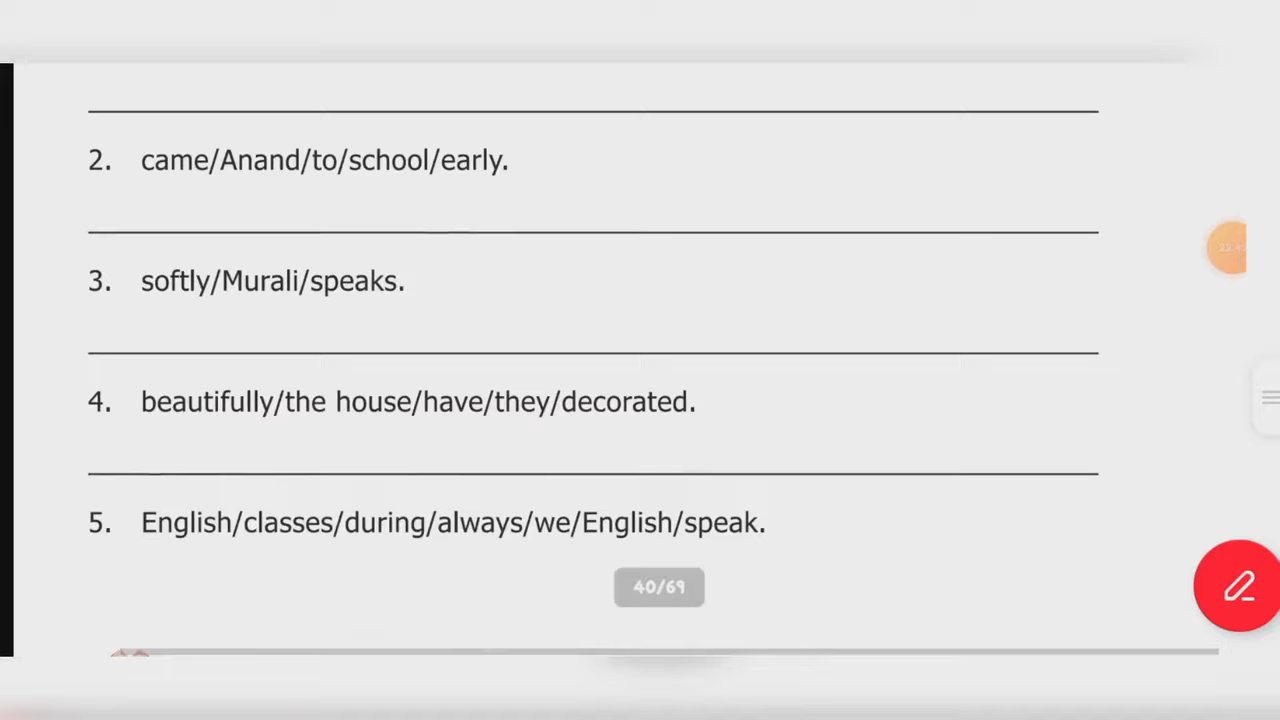 2. came/Anand/to/school/early.
3. softly/Murali/speaks.
4. beautifully/the house/have/they/decorated.
5. English/classes/during/always/we/English/speak.
40/69